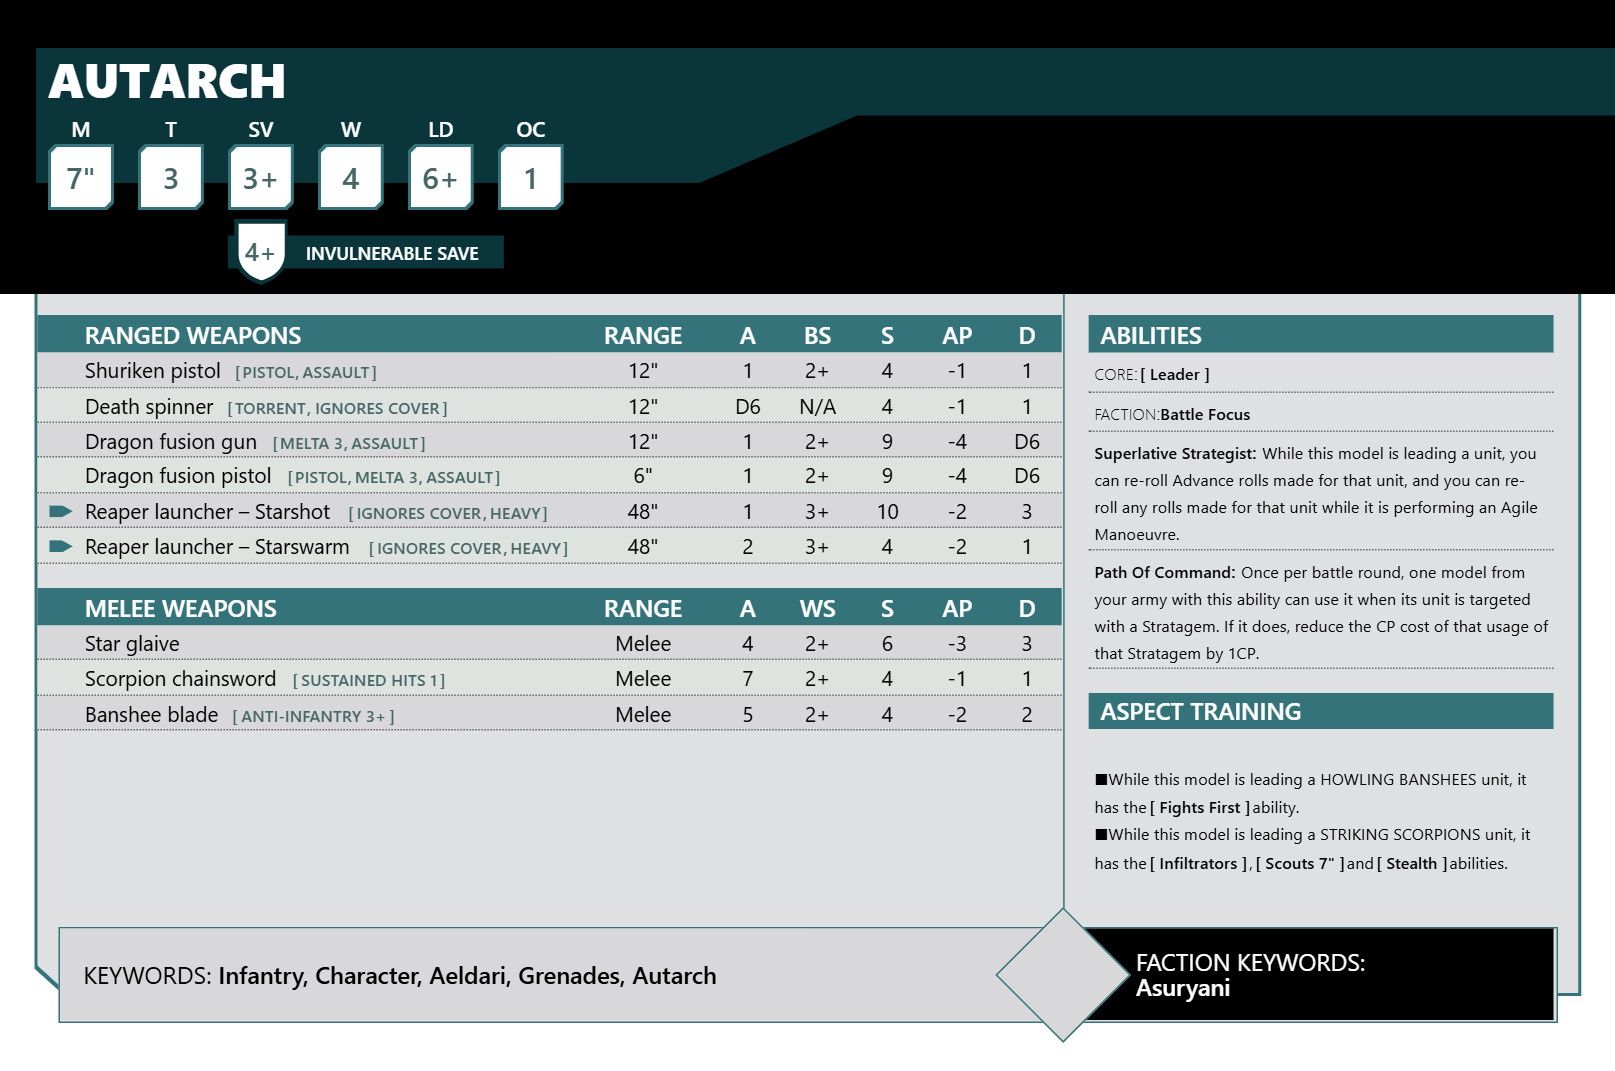 AUTARCH
M T SV W LD OC
7" 3 3+ 4 6+ 1
4+ INVULNERABLE SAVE
RANGED WEAPONS RANGE A BS S AP D
Shuriken pistol [PISTOL, ASSAULT] 12" 1 2+ 4 -1 1
Death spinner [TORRENT, IGNORES COVER] 12" D6 N/A 4 -1 1
Dragon fusion gun [MELTA 3, ASSAULT] 12" 1 2+ 9 -4 D6
Dragon fusion pistol [PISTOL, MELTA 3, ASSAULT] 6" 1 2+ 9 -4 D6
Reaper launcher – Starshot [IGNORES COVER, HEAVY] 48" 1 3+ 10 -2 3
Reaper launcher – Starswarm [IGNORES COVER, HEAVY] 48" 2 3+ 4 -2 1
MELEE WEAPONS RANGE A WS S AP D
Star glaive Melee 4 2+ 6 -3 3
Scorpion chainsword [SUSTAINED HITS 1] Melee 7 2+ 4 -1 1
Banshee blade [ANTI-INFANTRY 3+] Melee 5 2+ 4 -2 2
ABILITIES
CORE: [ Leader ]
FACTION: Battle Focus
Superlative Strategist: While this model is leading a unit, you
can re-roll Advance rolls made for that unit, and you can re-
roll any rolls made for that unit while it is performing an Agile
Manoeuvre.
Path Of Command: Once per battle round, one model from
your army with this ability can use it when its unit is targeted
with a Stratagem. If it does, reduce the CP cost of that usage of
that Stratagem by 1CP.
ASPECT TRAINING
■While this model is leading a HOWLING BANSHEES unit, it
has the [ Fights First ] ability.
■While this model is leading a STRIKING SCORPIONS unit, it
has the [ Infiltrators ], [ Scouts 7" ] and [ Stealth ] abilities.
KEYWORDS: Infantry, Character, Aeldari, Grenades, Autarch
FACTION KEYWORDS:
Asuryani